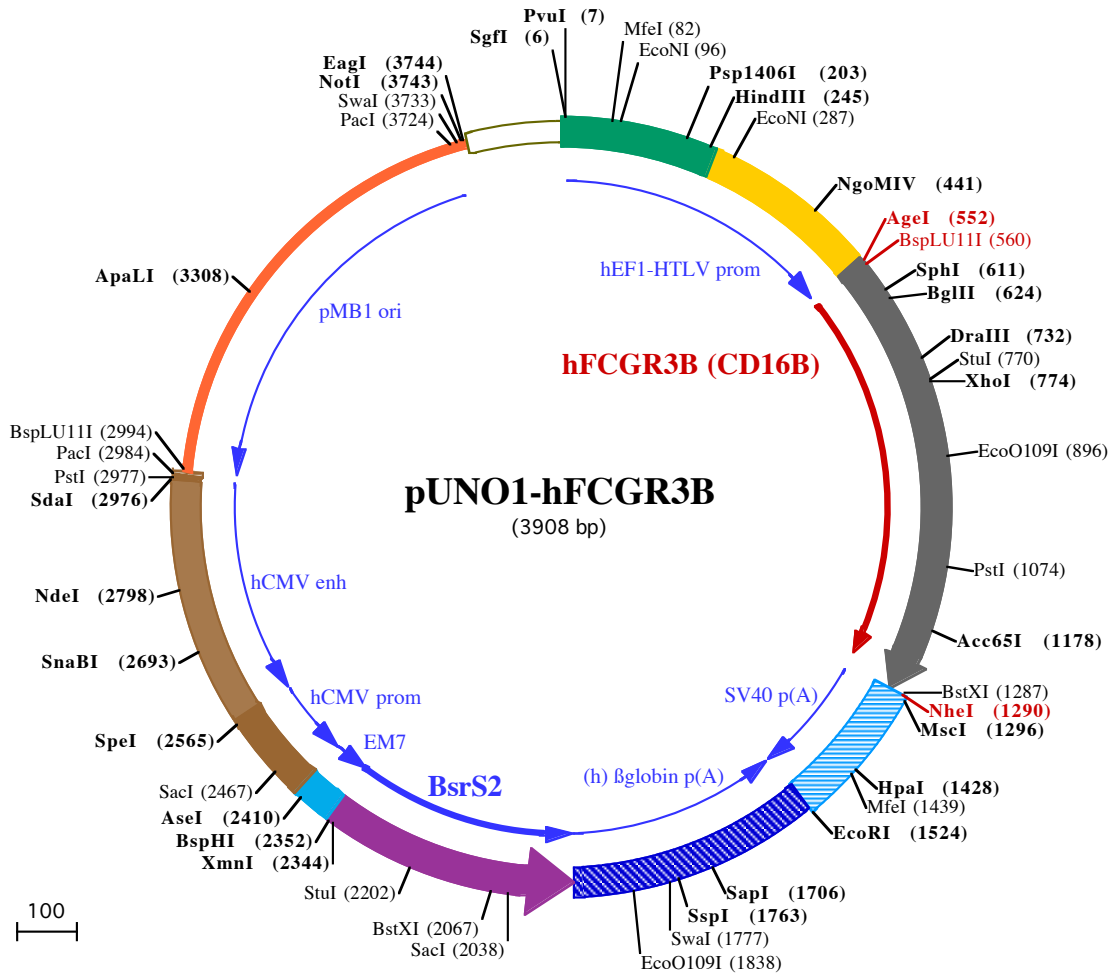 PvuI (7)
SgfI (6)
MfeI (82)
EcoNI (96)
Psp1406I (203)
HindIII (245)
EcoNI (287)
NgoMIV (441)
AgeI (552)
BspLU11I (560)
SphI (611)
BglII (624)
DraIII (732)
StuI (770)
XhoI (774)
EcoO109I (896)
PstI (1074)
Acc65I (1178)
BstXI (1287)
NheI (1290)
MscI (1296)
HpaI (1428)
MfeI (1439)
EcoRI (1524)
SapI (1706)
SspI (1763)
SwaI (1777)
EcoO109I (1838)
SacI (2038)
BstXI (2067)
StuI (2202)
XmnI (2344)
BspHI (2352)
AseI (2410)
SacI (2467)
SpeI (2565)
SnaBI (2693)
NdeI (2798)
SdaI (2976)
PstI (2977)
PacI (2984)
BspLU11I (2994)
ApaLI (3308)
PacI (3724)
SwaI (3733)
NotI (3743)
EagI (3744)
hEF1-HTLV prom
hFCGR3B (CD16B)
SV40 p(A)
(h) ßglobin p(A)
BsrS2
EM7
hCMV prom
hCMV enh
pMB1 ori
pUNO1-hFCGR3B
(3908 bp)
100